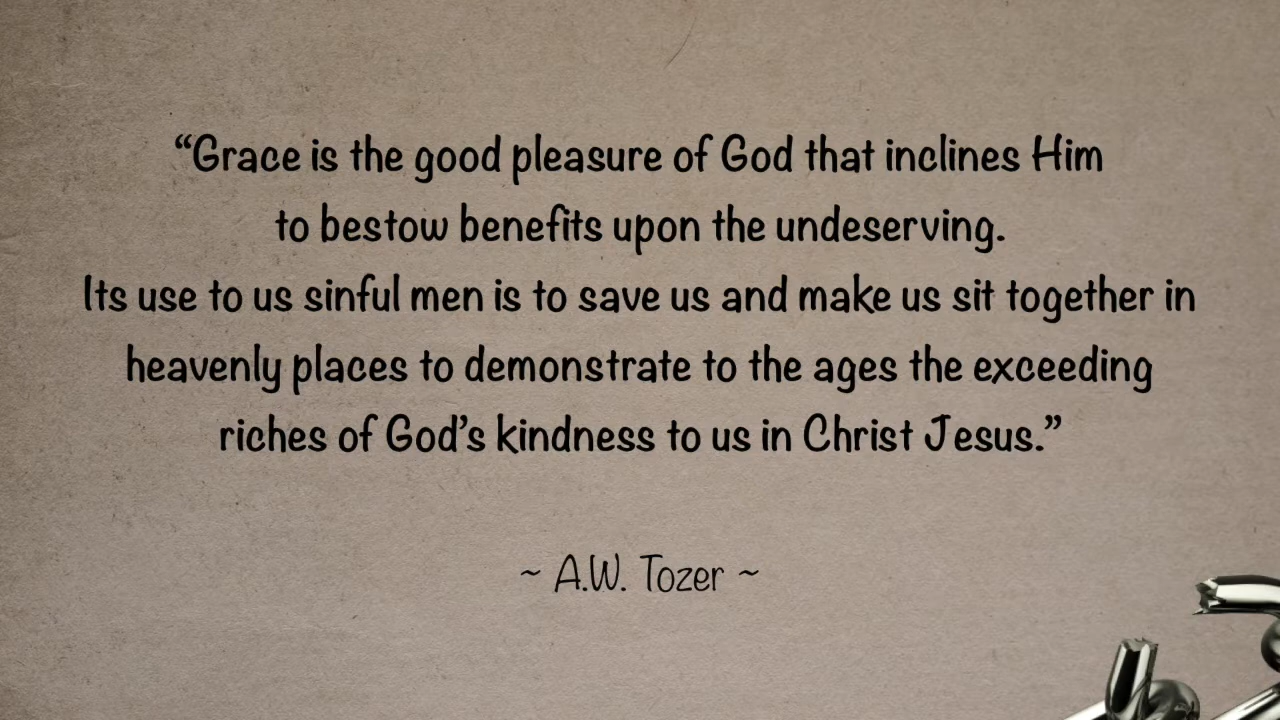 “Grace is the good pleasure of God that inclines Him
to bestow benefits upon the undeserving.
Its use to us sinful men is to save us and make us sit together in
heavenly places to demonstrate to the ages the exceeding
riches of God’s kindness to us in Christ Jesus.”
~ A.W. Tozer ~